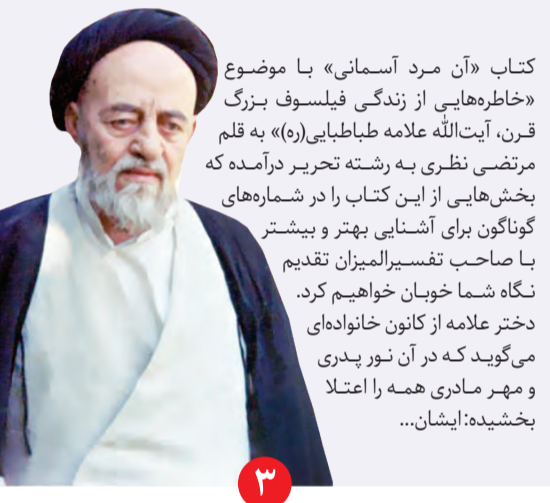 کتاب «آن مرد آسمانی» با موضوع
«خاطره‌هایی از زندگی فیلسوف بزرگ
قرن، آیت‌الله علامه طباطبایی(ره)» به قلم
مرتضی نظری به رشته تحریر درآمده که
بخش‌هایی از این کتاب را در شماره‌های
گوناگون برای آشنایی بهتر و بیشتر
با صاحب تفسیرالمیزان تقدیم
نگاه شما خوبان خواهیم کرد.
دختر علامه از کانون خانواده‌ای
می‌گوید که در آن نور پدری
و مهر مادری همه را اعتلا
بخشیده:ایشان...
۳